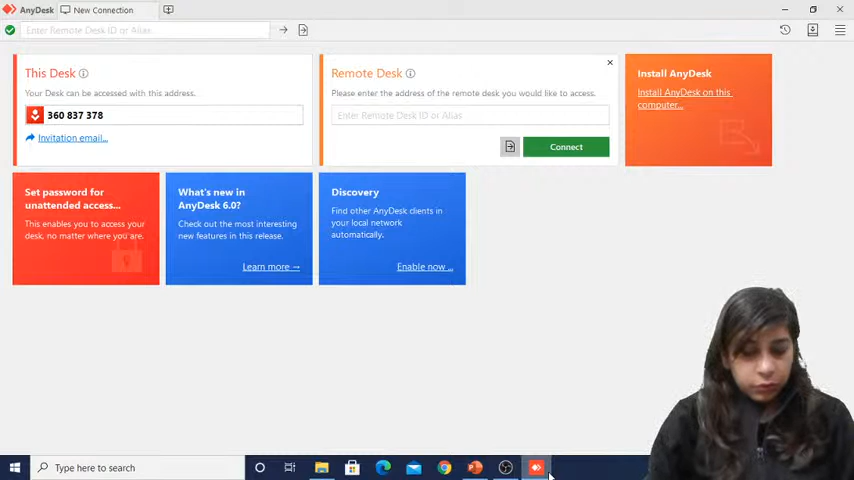 AnyDesk
New Connection
Enter Remote Desk ID or Alias
This Desk
Your Desk can be accessed with this address.
360 837 378
Invitation email...
Remote Desk
Please enter the address of the remote desk you would like to access.
Enter Remote Desk ID or Alias
Connect
Install AnyDesk
Install AnyDesk on this
computer...
Set password for
unattended access...
This enables you to access your
desk, no matter where you are.
What's new in
AnyDesk 6.0?
Check out the most interesting
new features in this release.
Learn more →
Discovery
Find other AnyDesk clients in
your local network
automatically.
Enable now ...
Type here to search